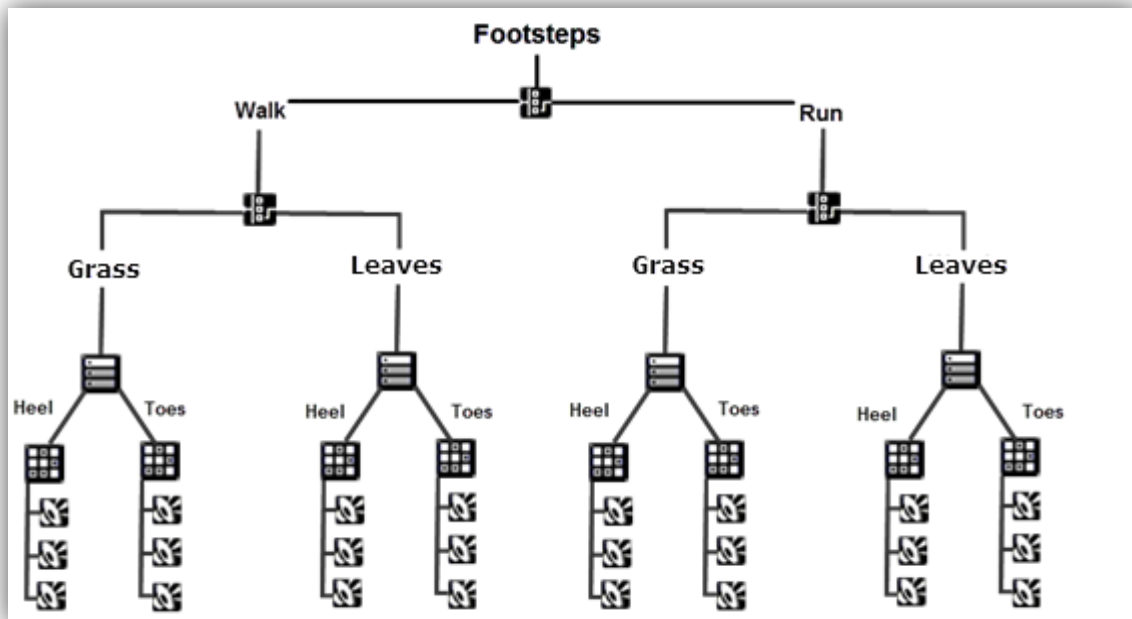 Footsteps
Walk
Run
Grass
Leaves
Grass
Leaves
Heel
Toes
Heel
Toes
Heel
Toes
Heel
Toes